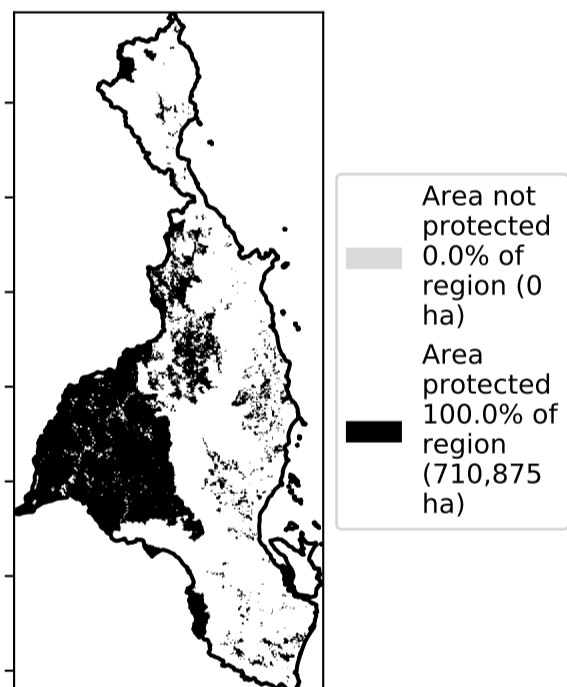 Area not
protected
0.0% of
region (0
ha)
Area
protected
100.0% of
region
(710,875
ha)